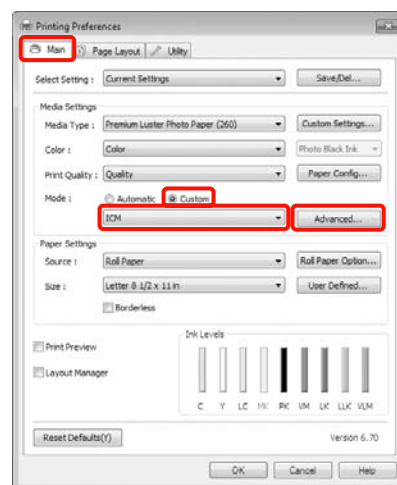 Printing Preferences
Main Page Layout Utility
Select Setting : Current Settings Save/Del...
Media Settings
Media Type : Premium Luster Photo Paper (260) Custom Settings...
Color : Color Photo Black Ink
Print Quality : Quality Paper Config...
Mode : Automatic Custom
ICM Advanced...
Paper Settings
Source : Roll Paper Roll Paper Option...
Size : Letter 8 1/2 x 11 in User Defined...
Borderless
Ink Levels
Print Preview
Layout Manager
C Y LC MK PK VM LK LLK VLM
Reset Defaults(Y) Version 6.70
OK Cancel Help